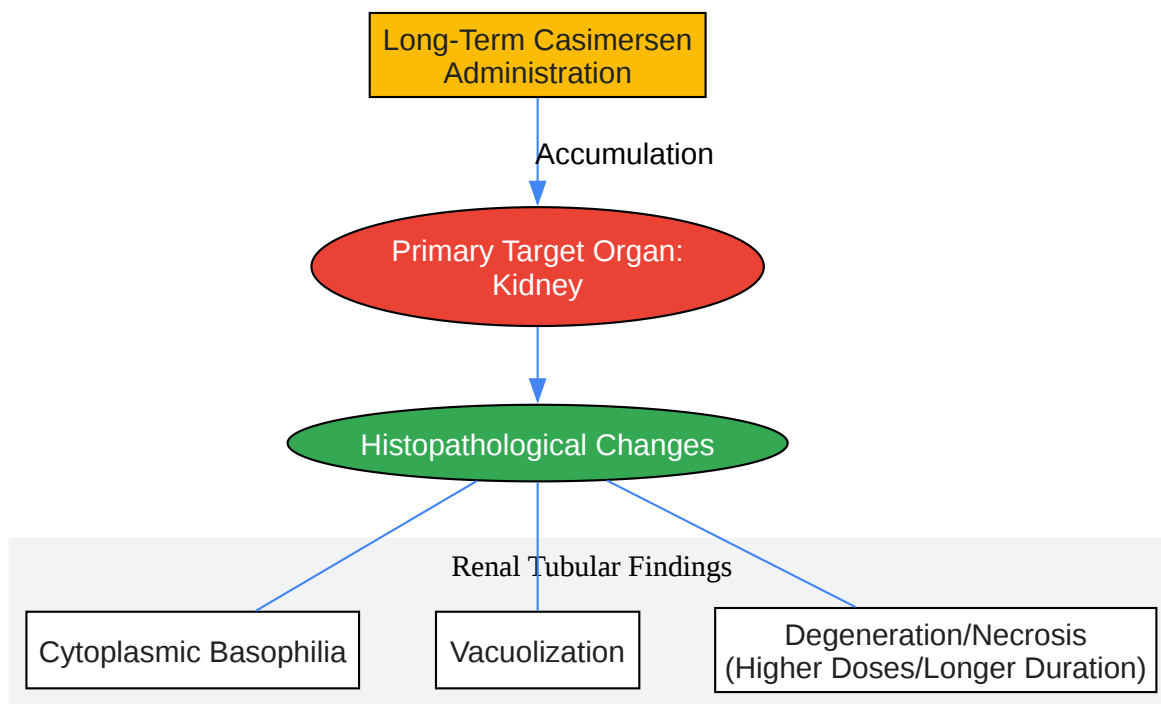 Long-Term Casimersen
Administration
Accumulation
Primary Target Organ:
Kidney
Histopathological Changes
Renal Tubular Findings
Cytoplasmic Basophilia
Vacuolization
Degeneration/Necrosis
(Higher Doses/Longer Duration)